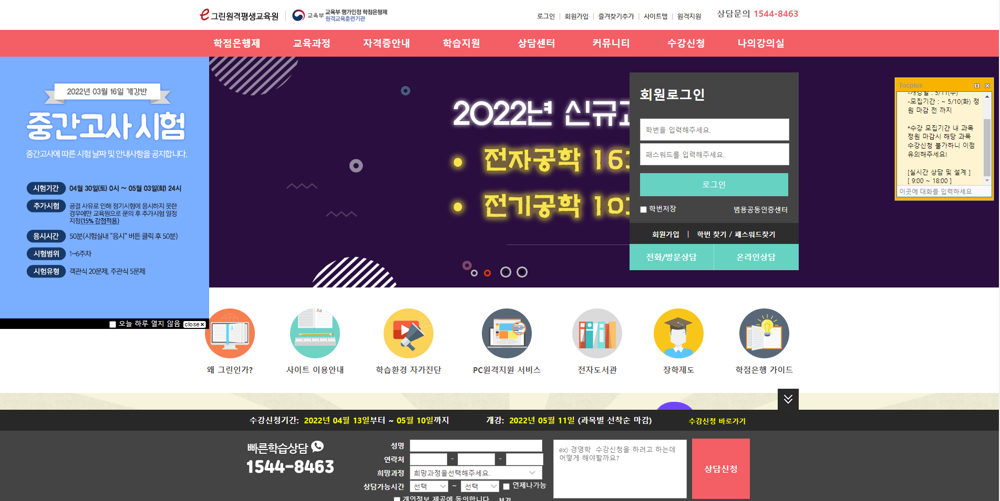 e 그린원격평생교육원
교육부 교육부 평가인정 학점은행제
원격교육훈련기관
로그인 | 회원가입 | 즐겨찾기추가 | 사이트맵 | 원격지원
상담문의 1544-8463
학점은행제 교육과정 자격증안내 학습지원 상담센터 커뮤니티 수강신청 나의강의실
2022년 03월 16일 개강반
중간고사 시험
중간고사에 따른 시험 날짜 및 안내사항을 공지합니다.
시험기간 04월 30일(토) 0시 ~ 05월 03일(화) 24시
추가시험 공결 사유로 인해 정기시험에 응시하지 못한
경우에만 교육원으로 문의 후 추가시험 일정
지정(15% 감점적용)
응시시간 50분(시험실내 “응시” 버튼 클릭 후 50분)
시험범위 1~6주차
시험유형 객관식 20문제, 주관식 5문제
오늘 하루 열지 않음 close x
2022년 신규
• 전자공학 16
• 전기공학 10
회원로그인
학번을 입력해주세요.
패스워드를 입력해주세요.
로그인
학번저장 범용공동인증센터
회원가입 | 학번 찾기 / 패스워드찾기
전화/방문상담 온라인상담
Tocplus
-개강일 : 5/11(수)
-모집기간 : ~ 5/10(화) 정
원 마감 전 까지
*수강 모집기간 내 과목
정원 마감시 해당 과목
수강신청 불가하니 이점
유의해주세요!
[실시간 상담 및 설계 ]
[ 9:00 ~ 18:00 ]
이곳에 대화를 입력하세요
A
Aa
왜 그린인가? 사이트 이용안내 학습환경 자가진단 PC원격지원 서비스 전자도서관 장학제도 학점은행 가이드
수강신청기간: 2022년 04월 13일부터 ~ 05월 10일까지 개강: 2022년 05월 11일 (과목별 선착순 마감) 수강신청 바로가기
빠른학습상담
1544-8463
성명
연락처 - -
희망과정 희망과정을선택해주세요.
상담가능시간 선택 ~ 선택 언제나가능
개인정보 제공에 동의합니다. 보기
ex) 경영학 수강신청을 하려고 하는데
어떻게 해야할까요?
상담신청